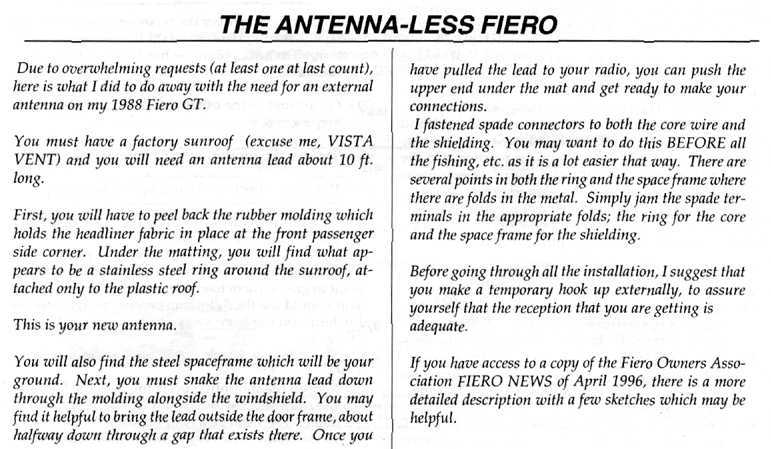 THE ANTENNA-LESS FIERO
Due to overwhelming requests (at least one at last count),
here is what I did to do away with the need for an external
antenna on my 1988 Fiero GT.
You must have a factory sunroof (excuse me, VISTA
VENT) and you will need an antenna lead about 10 ft.
long.
First, you will have to peel back the rubber molding which
holds the headliner fabric in place at the front passenger
side corner. Under the matting, you will find what ap-
pears to be a stainless steel ring around the sunroof, at-
tached only to the plastic roof.
This is your new antenna.
You will also find the steel spaceframe which will be your
ground. Next, you must snake the antenna lead down
through the molding alongside the windshield. You may
find it helpful to bring the lead outside the door frame, about
halfway down through a gap that exists there. Once you
have pulled the lead to your radio, you can push the
upper end under the mat and get ready to make your
connections.
I fastened spade connectors to both the core wire and
the shielding. You may want to do this BEFORE all
the fishing, etc. as it is a lot easier that way. There are
several points in both the ring and the space frame where
there are folds in the metal. Simply jam the spade ter-
minals in the appropriate folds; the ring for the core
and the space frame for the shielding.
Before going through all the installation, I suggest that
you make a temporary hook up externally, to assure
yourself that the reception that you are getting is
adequate.
If you have access to a copy of the Fiero Owners Asso-
ciation FIERO NEWS of April 1996, there is a more
detailed description with a few sketches which may be
helpful.